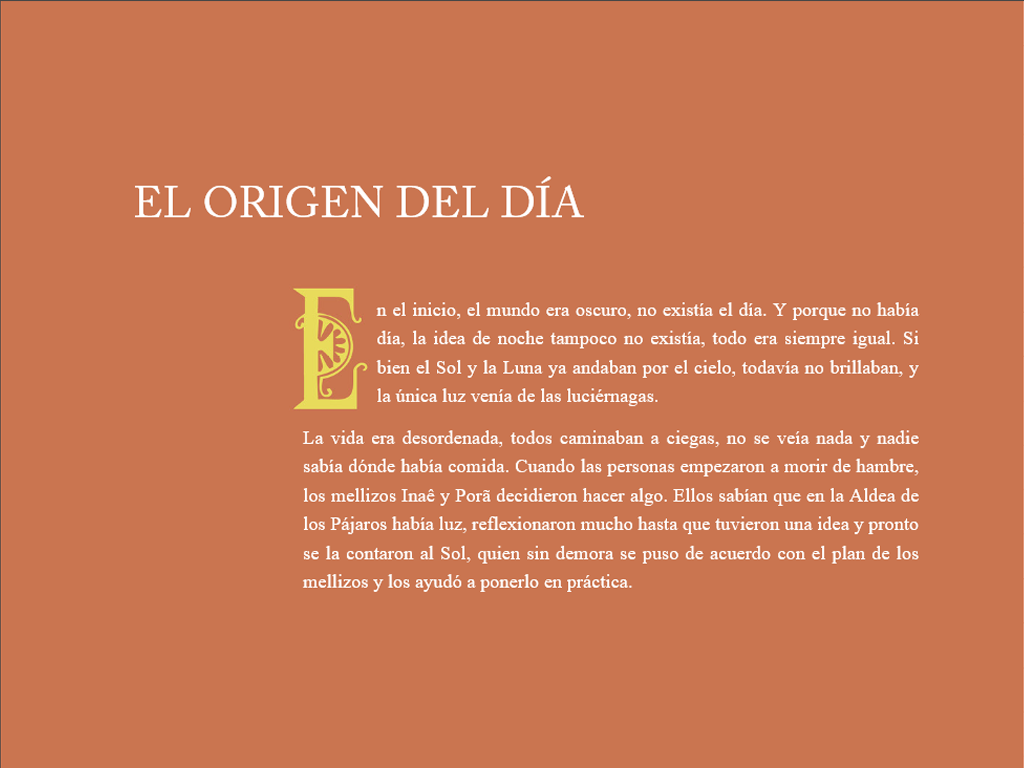 EL ORIGEN DEL DÍA
En el inicio, el mundo era oscuro, no existía el día. Y porque no había
día, la idea de noche tampoco no existía, todo era siempre igual. Si
bien el Sol y la Luna ya andaban por el cielo, todavía no brillaban, y
la única luz venía de las luciérnagas.
La vida era desordenada, todos caminaban a ciegas, no se veía nada y nadie
sabía dónde había comida. Cuando las personas empezaron a morir de hambre,
los mellizos Inaê y Porã decidieron hacer algo. Ellos sabían que en la Aldea de
los Pájaros había luz, reflexionaron mucho hasta que tuvieron una idea y pronto
se la contaron al Sol, quien sin demora se puso de acuerdo con el plan de los
mellizos y los ayudó a ponerlo en práctica.